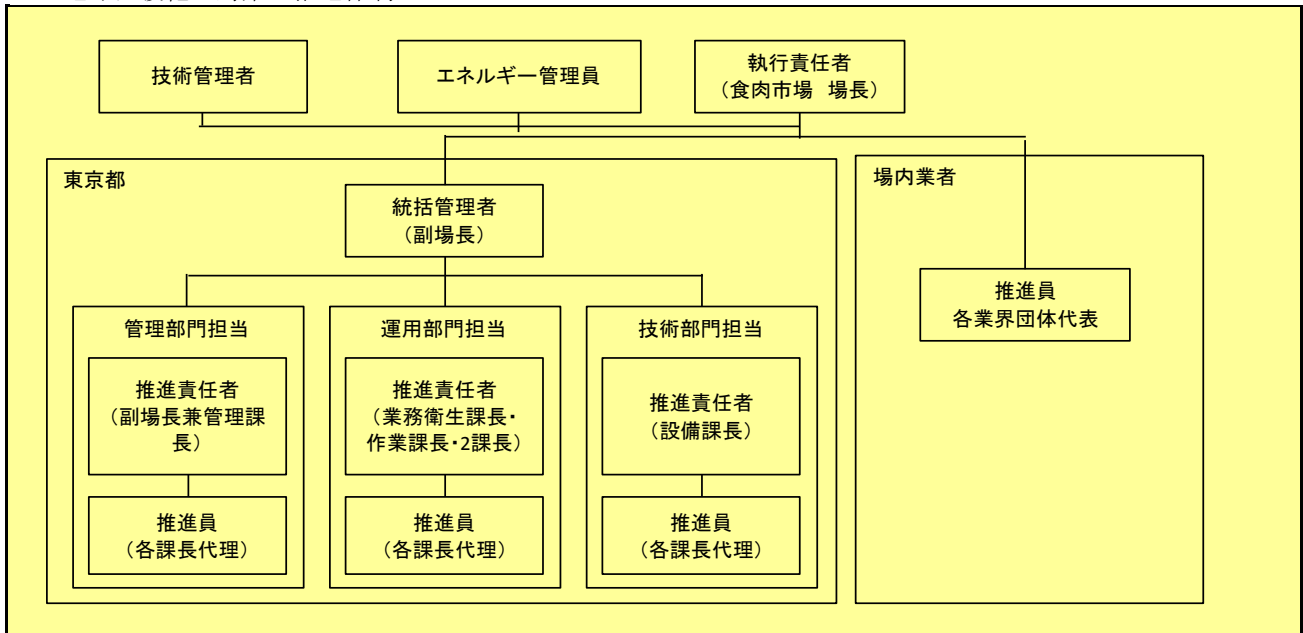 技術管理者
エネルギー管理員
執行責任者
（食肉市場　場長）
東京都
場内業者
統括管理者
（副場長）
推進員
各業界団体代表
管理部門担当
運用部門担当
技術部門担当
推進責任者
（副場長兼管理課
長）
推進責任者
（業務衛生課長・
作業課長・2課長）
推進責任者
（設備課長）
推進員
（各課長代理）
推進員
（各課長代理）
推進員
（各課長代理）